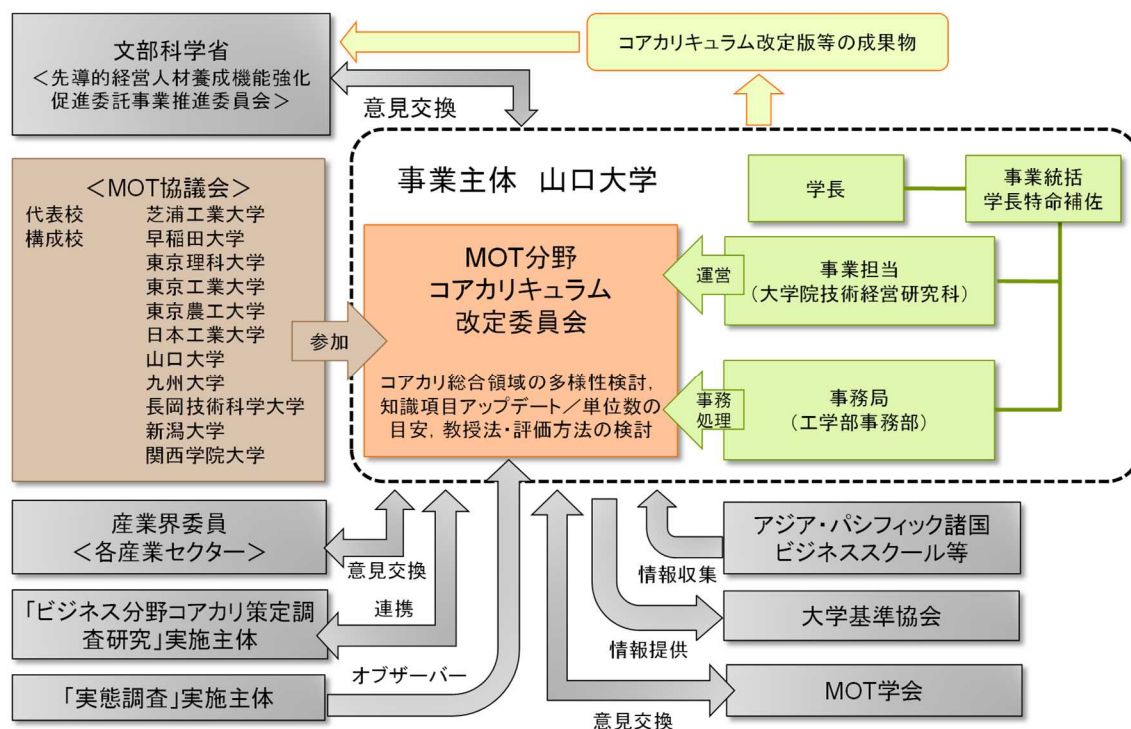 文部科学省
＜先導的経営人材養成機能強化
促進委託事業推進委員会＞
コアカリキュラム改定版等の成果物
意見交換
＜MOT協議会＞
代表校 芝浦工業大学
構成校 早稲田大学
東京理科大学
東京工業大学
東京農工大学
日本工業大学
山口大学
九州大学
長岡技術科学大学
新潟大学
関西学院大学
参加
事業主体 山口大学
MOT分野
コアカリキュラム
改定委員会
コアカリ総合領域の多様性検討，
知識項目アップデート／単位数の
目安，教授法・評価方法の検討
学長
事業統括
学長特命補佐
運営
事業担当
（大学院技術経営研究科）
事務
処理
事務局
（工学部事務部）
産業界委員
＜各産業セクター＞
意見交換
「ビジネス分野コアカリ策定調
査研究」実施主体
連携
「実態調査」実施主体
オブザーバー
アジア・パシフィック諸国
ビジネススクール等
情報収集
大学基準協会
情報提供
MOT学会
意見交換